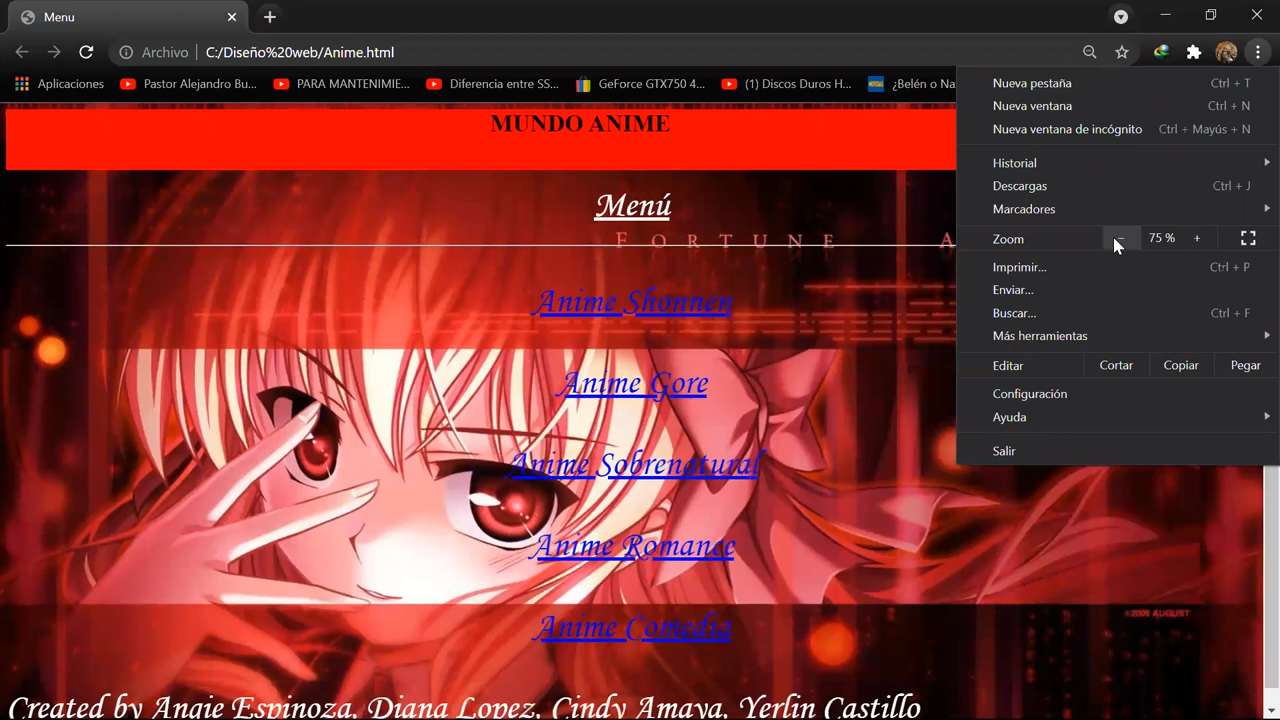 Menu
Archivo C:/Diseño%20web/Anime.html
Aplicaciones Pastor Alejandro Bu... PARA MANTENIMIE... Diferencia entre SS... GeForce GTX750 4... (1) Discos Duros H... ¿Belén o Na
MUNDO ANIME
Menú
FORTUNE A
Anime Shonnen
Anime Gore
Anime Sobrenatural
Anime Romance
Anime Comedia
©2006 AUGUST
Created by Angie Espinoza, Diana Lopez, Cindy Amaya, Yerlin Castillo
Nueva pestaña Ctrl + T
Nueva ventana Ctrl + N
Nueva ventana de incógnito Ctrl + Mayús + N
Historial
Descargas Ctrl + J
Marcadores
Zoom – 75 % +
Imprimir... Ctrl + P
Enviar...
Buscar... Ctrl + F
Más herramientas
Editar Cortar Copiar Pegar
Configuración
Ayuda
Salir